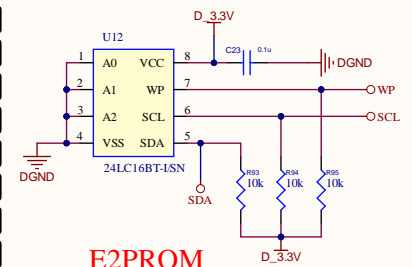 D_3.3V
U12
C23 0.1u
1 A0 VCC 8
DGND
2 A1 WP 7
WP
3 A2 SCL 6
SCL
4 VSS SDA 5
24LC16BT-I/SN
DGND
SDA
R93 10k
R94 10k
R95 10k
D_3.3V
E2PROM